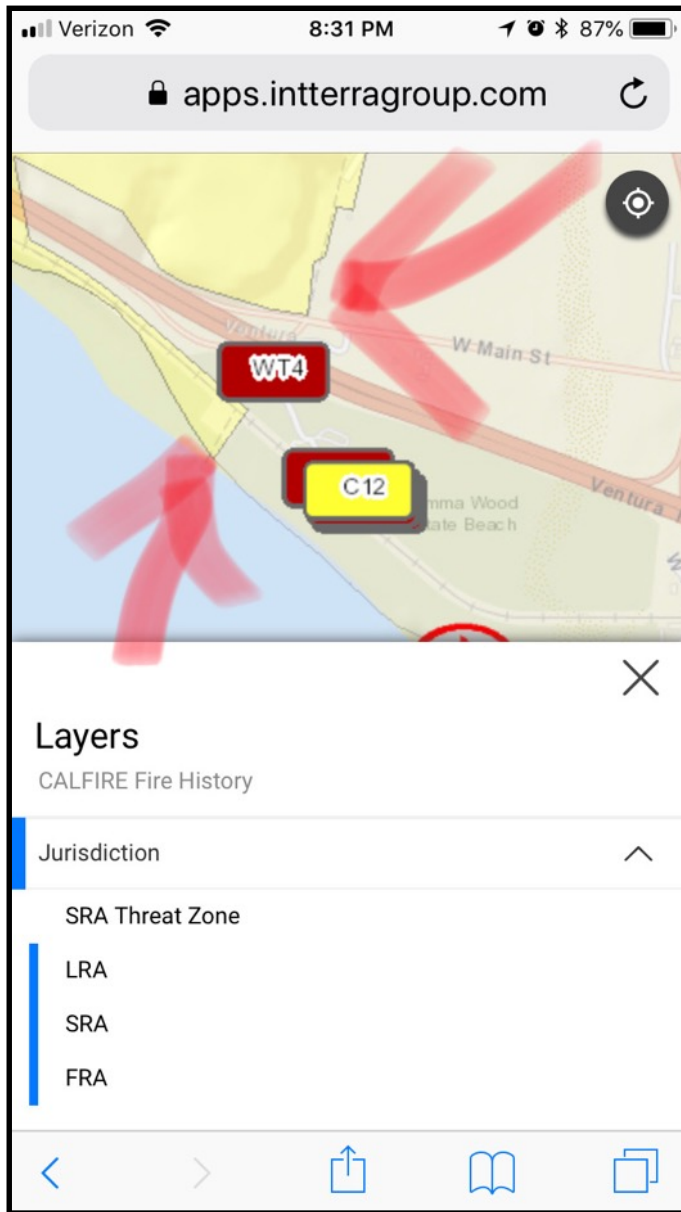 Verizon 8:31 PM 87%
apps.intterragroup.com
Ventura
W Main St
WT4
C12
mma Wood
ate Beach
Ventura
Layers
CALFIRE Fire History
Jurisdiction
SRA Threat Zone
LRA
SRA
FRA